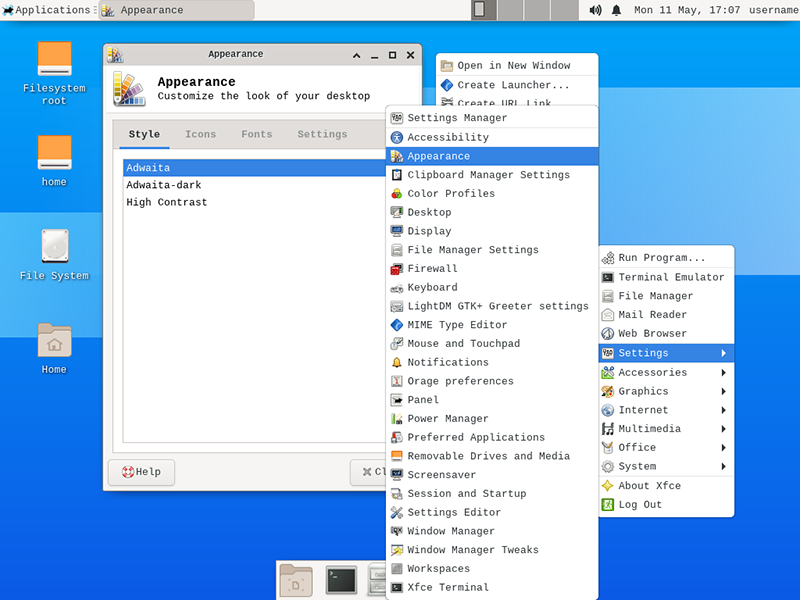 Applications
Appearance
Mon 11 May, 17:07
username
Filesystem
root
home
File System
Home
Appearance
Appearance
Customize the look of your desktop
Style
Icons
Fonts
Settings
Adwaita
Adwaita-dark
High Contrast
Help
Cl
Open in New Window
Create Launcher...
Create URL Link
Settings Manager
Accessibility
Appearance
Clipboard Manager Settings
Color Profiles
Desktop
Display
File Manager Settings
Firewall
Keyboard
LightDM GTK+ Greeter settings
MIME Type Editor
Mouse and Touchpad
Notifications
Orage preferences
Panel
Power Manager
Preferred Applications
Removable Drives and Media
Screensaver
Session and Startup
Settings Editor
Window Manager
Window Manager Tweaks
Workspaces
Xfce Terminal
Run Program...
Terminal Emulator
File Manager
Mail Reader
Web Browser
Settings
Accessories
Graphics
Internet
Multimedia
Office
System
About Xfce
Log Out